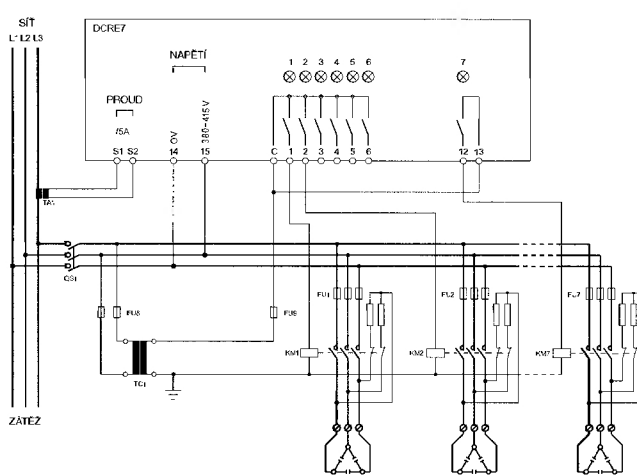 SÍŤ
L1 L2 L3
DCRE7
NAPĚTÍ
1 2 3 4 5 6 7
PROUD
/5A
0V
380-415V
S1 S2 14 15 C 1 2 3 4 5 6 12 13
TA1
QS1
FU8
FU9
FU1
FU2
FU7
KM1
KM2
KM7
TC1
ZÁTĚŽ